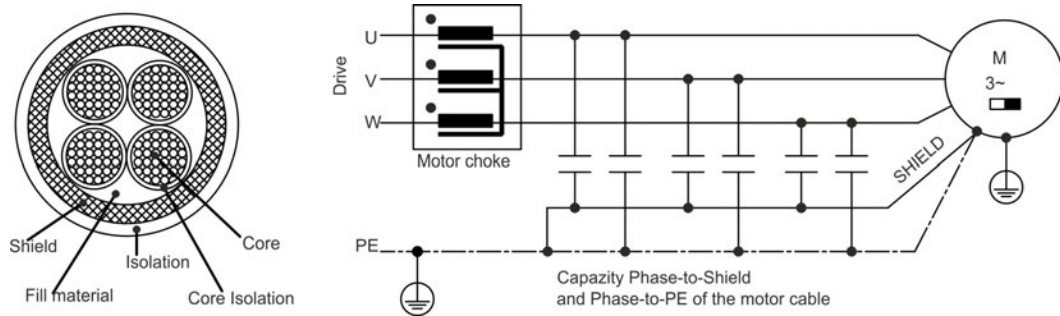 Shield
Fill material
Isolation
Core
Core Isolation
Drive
U
V
W
Motor choke
PE
SHIELD
M
3~
Capazity Phase-to-Shield
and Phase-to-PE of the motor cable